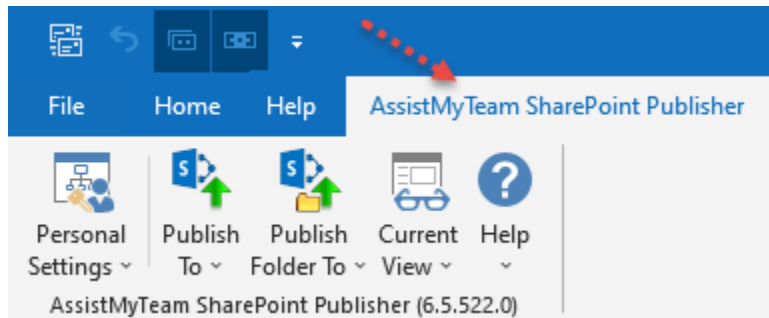 File Home Help AssistMyTeam SharePoint Publisher
Personal Publish Publish Current Help
Settings To Folder To View
AssistMyTeam SharePoint Publisher (6.5.522.0)